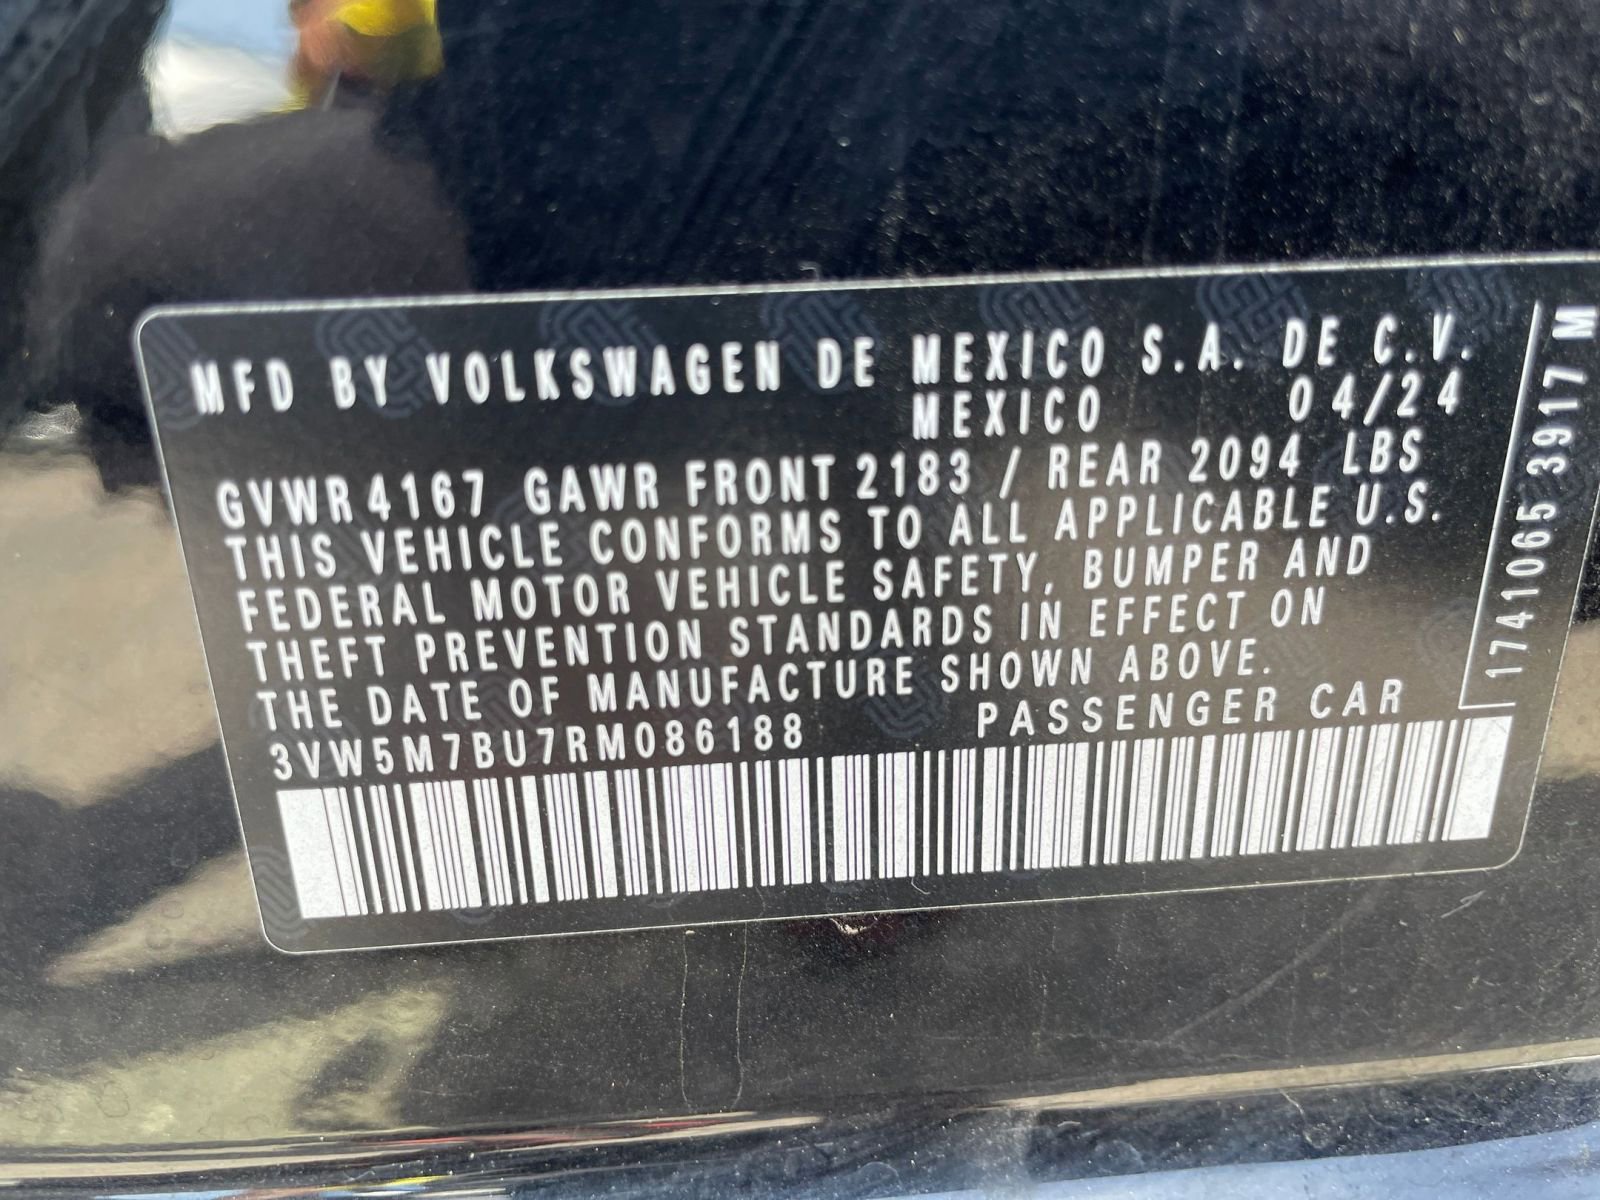 MFD BY VOLKSWAGEN DE MEXICO S.A. DE C.V.
MEXICO 04/24
GVWR 4167 GAWR FRONT 2183 / REAR 2094 LBS
THIS VEHICLE CONFORMS TO ALL APPLICABLE U.S.
FEDERAL MOTOR VEHICLE SAFETY, BUMPER AND
THEFT PREVENTION STANDARDS IN EFFECT ON
THE DATE OF MANUFACTURE SHOWN ABOVE.
3VW5M7BU7RM086188 PASSENGER CAR
1741065 3917 M